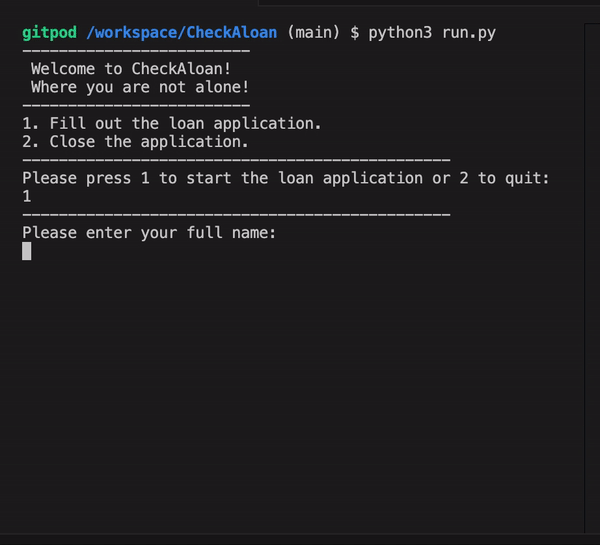 gitpod /workspace/CheckAloan (main) $ python3 run.py
-------------------------
Welcome to CheckAloan!
Where you are not alone!
-------------------------
1. Fill out the loan application.
2. Close the application.
-----------------------------------------------
Please press 1 to start the loan application or 2 to quit:
1
-----------------------------------------------
Please enter your full name: